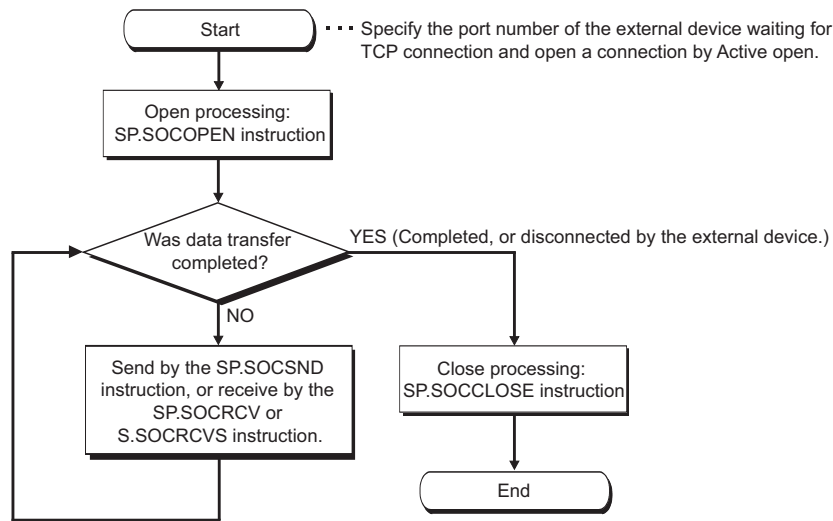 Start
··· Specify the port number of the external device waiting for
TCP connection and open a connection by Active open.
Open processing:
SP.SOCOPEN instruction
Was data transfer
completed?
YES (Completed, or disconnected by the external device.)
NO
Send by the SP.SOCSND
instruction, or receive by the
SP.SOCRCV or
S.SOCRCVS instruction.
Close processing:
SP.SOCCLOSE instruction
End